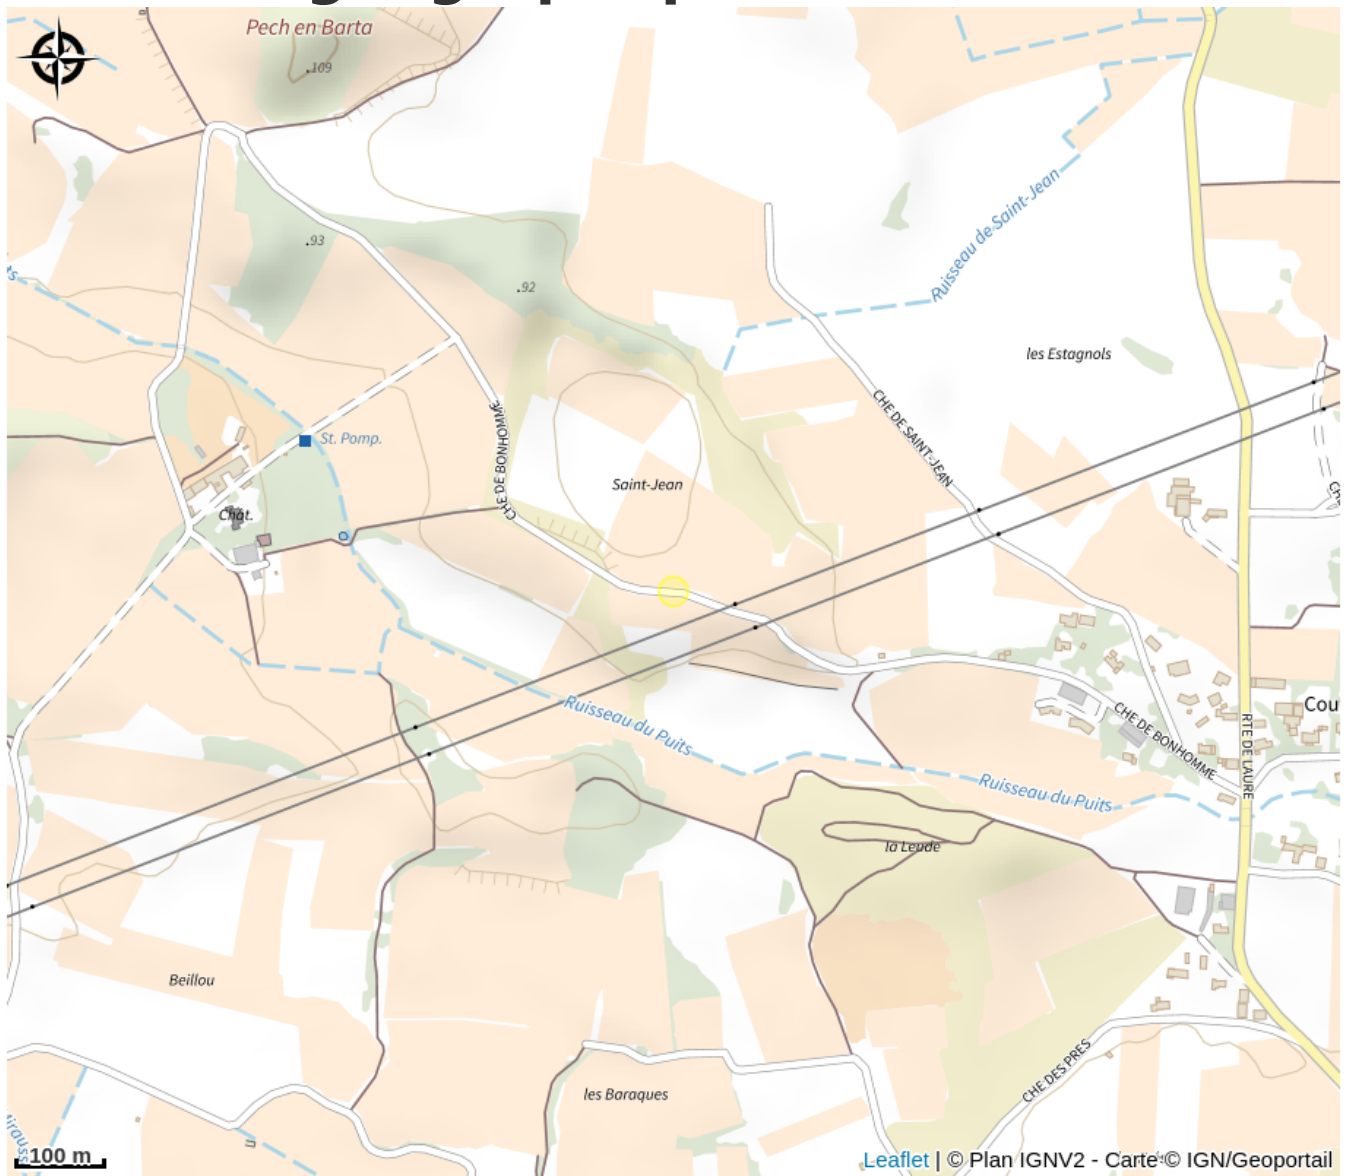 Pech en Barta
109
93
92
Ruisseau de Saint-Jean
les Estagnols
CHE DE SAINT-JEAN
CHE DE BONHOMME
St. Pomp.
Saint-Jean
Chât.
Ruisseau du Puits
Ruisseau du Puits
CHE DE BONHOMME
RTE DE LAURE
Cou
la Lende
Beillou
les Baraques
CHE DES PRES
100 m
Leaflet | © Plan IGNV2 - Carte © IGN/Geoportail